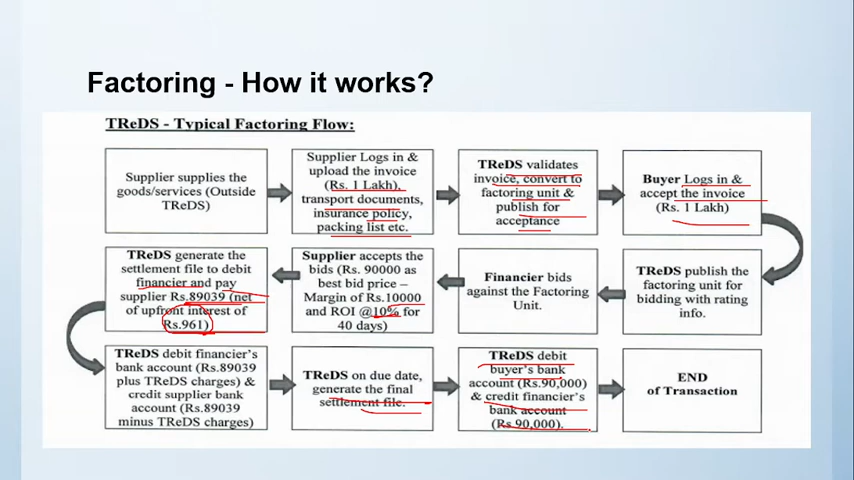 Factoring - How it works?
TReDS - Typical Factoring Flow:
Supplier supplies the
goods/services (Outside
TReDS)
Supplier Logs in &
upload the invoice
(Rs. 1 Lakh),
transport documents,
insurance policy,
packing list etc.
TReDS validates
invoice, convert to
factoring unit &
publish for
acceptance
Buyer Logs in &
accept the invoice
(Rs. 1 Lakh)
TReDS publish the
factoring unit for
bidding with rating
info.
Financier bids
against the Factoring
Unit.
Supplier accepts the
bids (Rs. 90000 as
best bid price –
Margin of Rs.10000
and ROI @10% for
40 days)
TReDS generate the
settlement file to debit
financier and pay
supplier Rs.89039 (net
of upfront interest of
Rs.961)
TReDS debit financier's
bank account (Rs.89039
plus TReDS charges) &
credit supplier bank
account (Rs.89039
minus TReDS charges)
TReDS on due date,
generate the final
settlement file.
TReDS debit
buyer's bank
account (Rs.90,000)
& credit financier's
bank account
(Rs.90,000).
END
of Transaction